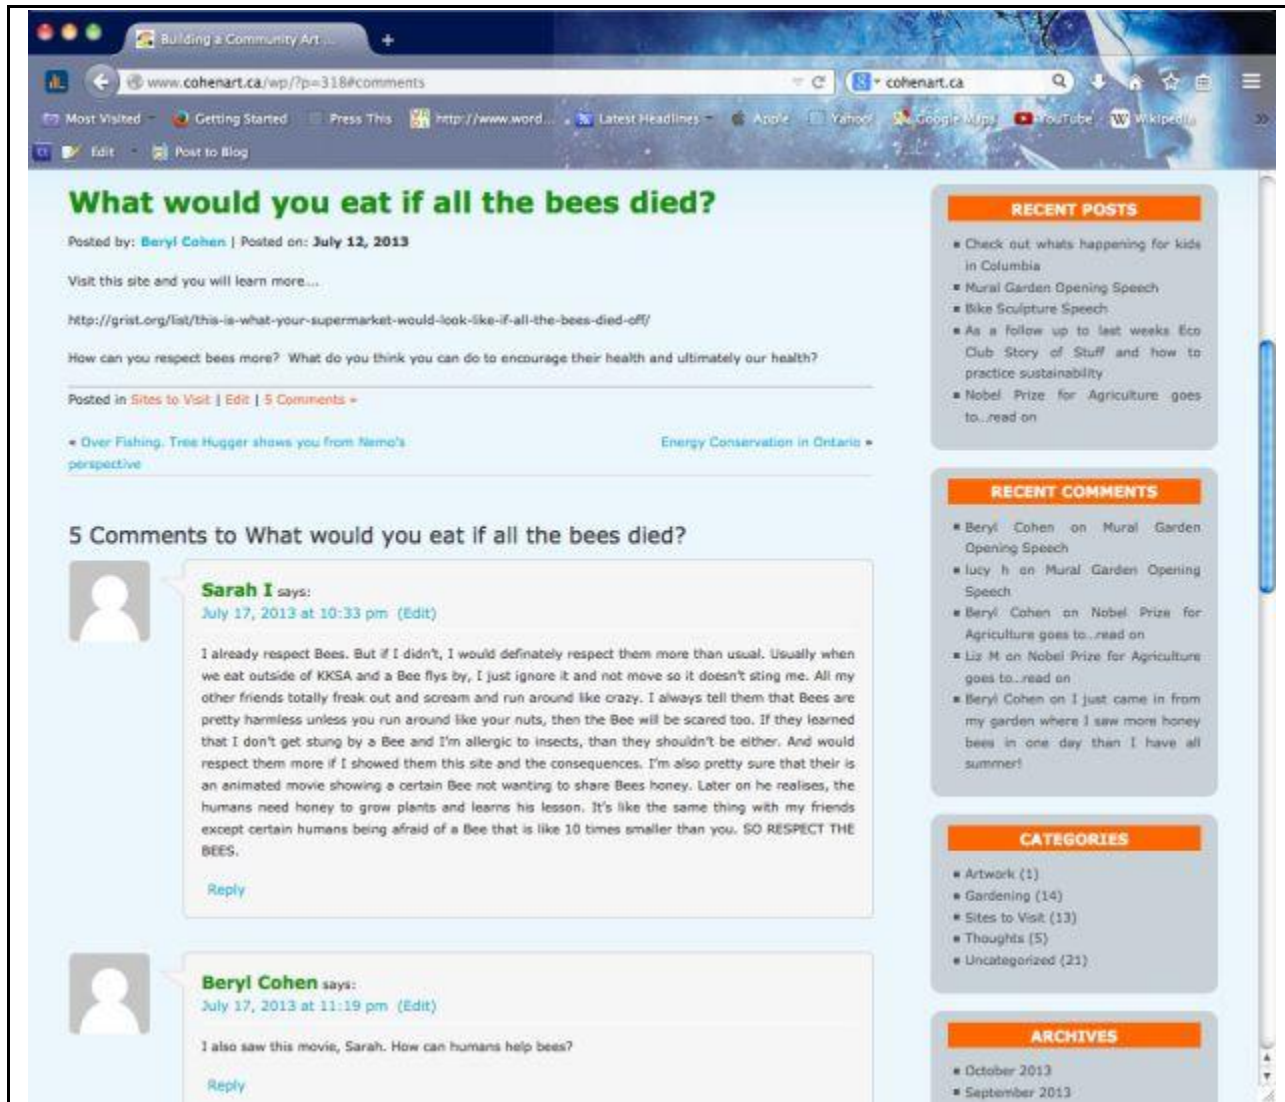 Building a Community Art ...
www.cohenart.ca/wp/?p=318#comments
cohenart.ca
Most Visited
Getting Started
Press This
http://www.word...
Latest Headlines
Apple
Yahoo!
Google Maps
YouTube
Wikipedia
Edit
Post to Blog
What would you eat if all the bees died?
Posted by: Beryl Cohen | Posted on: July 12, 2013
Visit this site and you will learn more....
http://grist.org/list/this-is-what-your-supermarket-would-look-like-if-all-the-bees-died-off/
How can you respect bees more? What do you think you can do to encourage their health and ultimately our health?
Posted in Sites to Visit | Edit | 5 Comments »
« Over Fishing. Tree Hugger shows you from Nemo's
perspective
Energy Conservation in Ontario »
5 Comments to What would you eat if all the bees died?
Sarah I says:
July 17, 2013 at 10:33 pm (Edit)
I already respect Bees. But if I didn't, I would definately respect them more than usual. Usually when
we eat outside of KKSA and a Bee flys by, I just ignore it and not move so it doesn't sting me. All my
other friends totally freak out and scream and run around like crazy. I always tell them that Bees are
pretty harmless unless you run around like your nuts, then the Bee will be scared too. If they learned
that I don't get stung by a Bee and I'm allergic to insects, than they shouldn't be either. And would
respect them more if I showed them this site and the consequences. I'm also pretty sure that their is
an animated movie showing a certain Bee not wanting to share Bees honey. Later on he realises, the
humans need honey to grow plants and learns his lesson. It's like the same thing with my friends
except certain humans being afraid of a Bee that is like 10 times smaller than you. SO RESPECT THE
BEES.
Reply
Beryl Cohen says:
July 17, 2013 at 11:19 pm (Edit)
I also saw this movie, Sarah. How can humans help bees?
Reply
RECENT POSTS
Check out whats happening for kids
in Columbia
Mural Garden Opening Speech
Bike Sculpture Speech
As a follow up to last weeks Eco
Club Story of Stuff and how to
practice sustainability
Nobel Prize for Agriculture goes
to...read on
RECENT COMMENTS
Beryl Cohen on Mural Garden
Opening Speech
lucy h on Mural Garden Opening
Speech
Beryl Cohen on Nobel Prize for
Agriculture goes to...read on
Liz M on Nobel Prize for Agriculture
goes to...read on
Beryl Cohen on I just came in from
my garden where I saw more honey
bees in one day than I have all
summer!
CATEGORIES
Artwork (1)
Gardening (14)
Sites to Visit (13)
Thoughts (5)
Uncategorized (21)
ARCHIVES
October 2013
September 2013